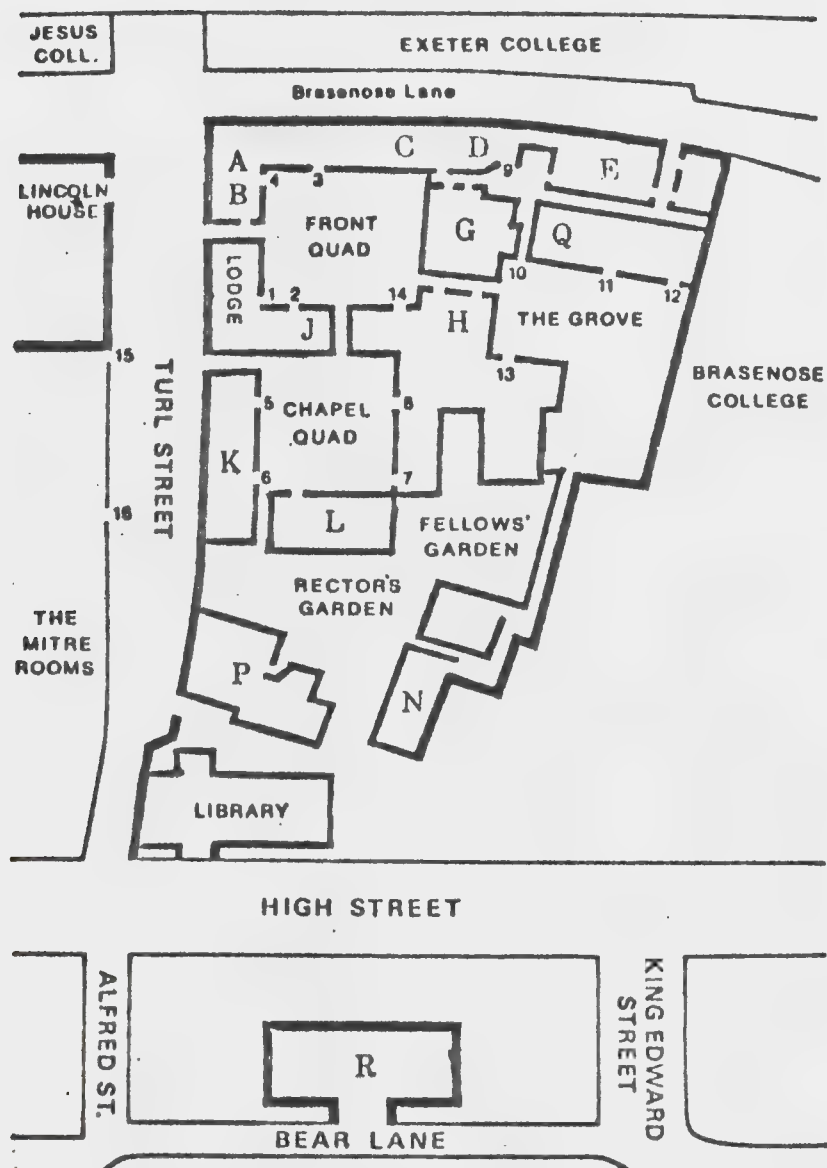 JESUS
COLL.
EXETER COLLEGE
Brasenose Lane
A
B
C
D
E
9
4
3
LINCOLN
HOUSE
FRONT
QUAD
G
Q
LODGE
10
11
12
1
2
14
J
H
THE GROVE
13
15
TURL STREET
BRASENOSE
COLLEGE
5
CHAPEL
QUAD
8
K
6
7
L
16
FELLOWS'
GARDEN
RECTOR'S
GARDEN
THE
MITRE
ROOMS
P
N
LIBRARY
HIGH STREET
ALFRED ST.
KING EDWARD
STREET
R
BEAR LANE